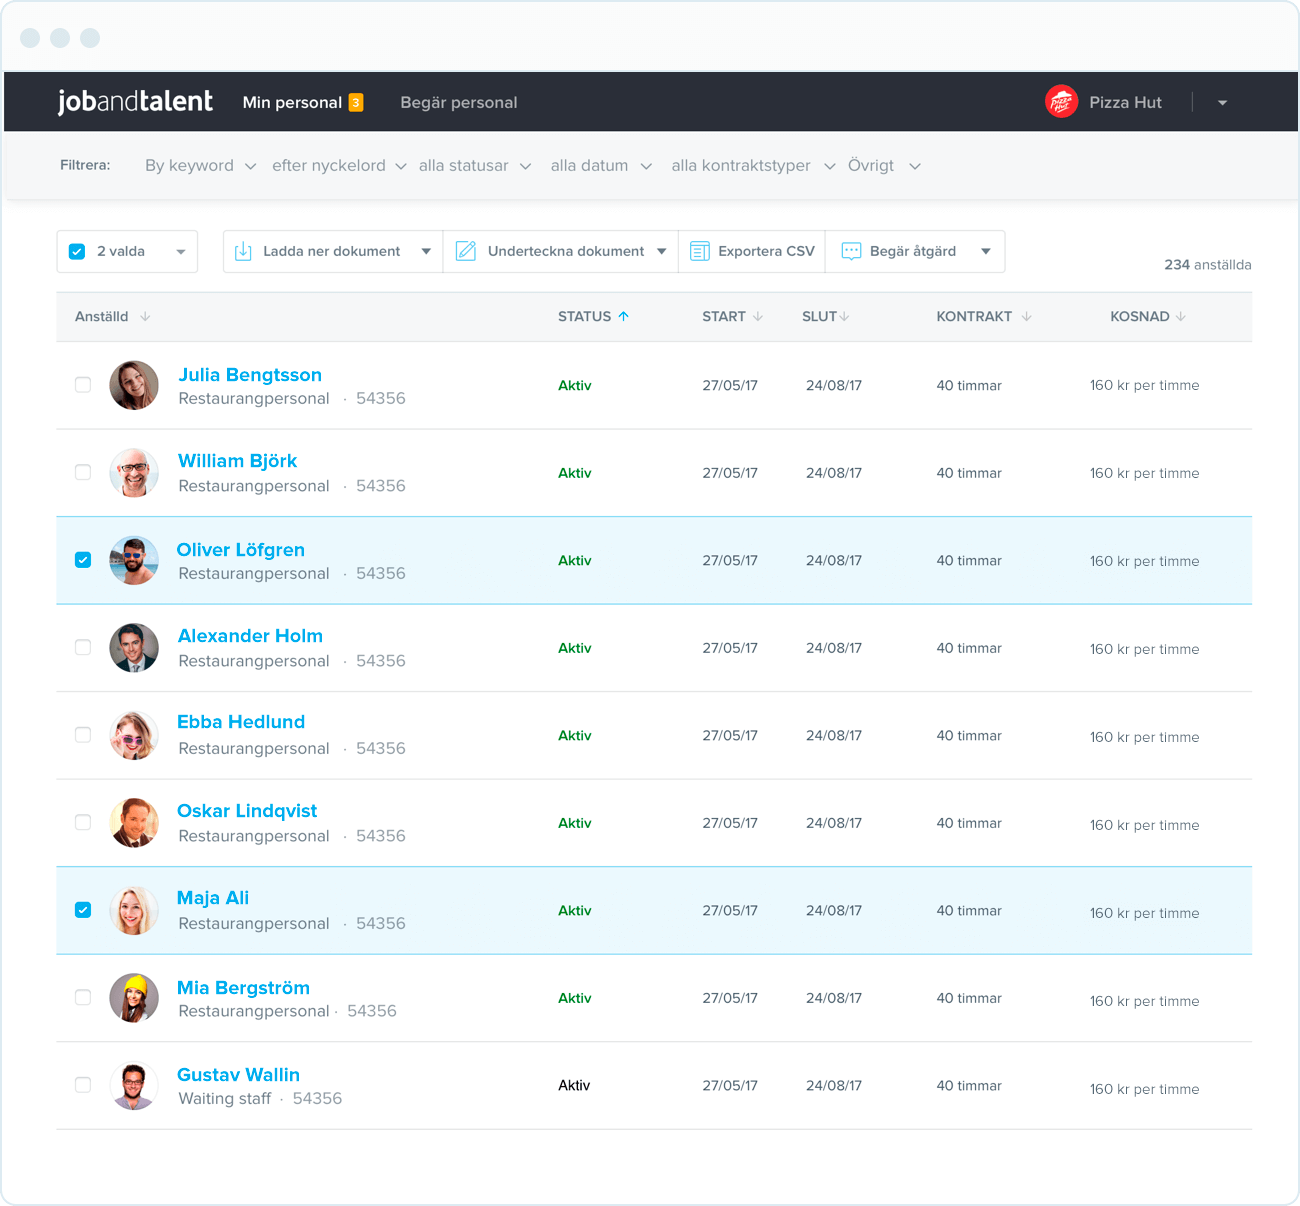 jobandtalent Min personal 3 Begär personal Pizza Hut Pizza Hut
Filtrera: By keyword efter nyckelord alla statusar alla datum alla kontraktstyper Övrigt
2 valda Ladda ner dokument Underteckna dokument Exportera CSV Begär åtgärd
234 anställda
Anställd STATUS START SLUT KONTRAKT KOSNAD
Julia Bengtsson
Restaurangpersonal · 54356
Aktiv 27/05/17 24/08/17 40 timmar 160 kr per timme
William Björk
Restaurangpersonal · 54356
Aktiv 27/05/17 24/08/17 40 timmar 160 kr per timme
Oliver Löfgren
Restaurangpersonal · 54356
Aktiv 27/05/17 24/08/17 40 timmar 160 kr per timme
Alexander Holm
Restaurangpersonal · 54356
Aktiv 27/05/17 24/08/17 40 timmar 160 kr per timme
Ebba Hedlund
Restaurangpersonal · 54356
Aktiv 27/05/17 24/08/17 40 timmar 160 kr per timme
Oskar Lindqvist
Restaurangpersonal · 54356
Aktiv 27/05/17 24/08/17 40 timmar 160 kr per timme
Maja Ali
Restaurangpersonal · 54356
Aktiv 27/05/17 24/08/17 40 timmar 160 kr per timme
Mia Bergström
Restaurangpersonal · 54356
Aktiv 27/05/17 24/08/17 40 timmar 160 kr per timme
Gustav Wallin
Waiting staff · 54356
Aktiv 27/05/17 24/08/17 40 timmar 160 kr per timme